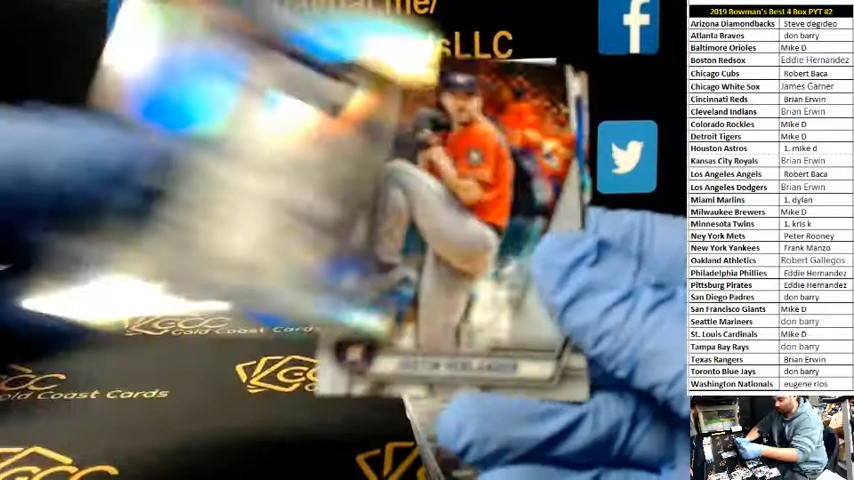 sLLC
GCC
Gold Coast Cards
old Coast Cards
GCC
2019 Bowman's Best 4 Box PYT #2
Arizona Diamondbacks Steve degideo
Atlanta Braves don barry
Baltimore Orioles Mike D
Boston Redsox Eddie Hernandez
Chicago Cubs Robert Baca
Chicago White Sox James Garner
Cincinnati Reds Brian Erwin
Cleveland Indians Brian Erwin
Colorado Rockies Mike D
Detroit Tigers Mike D
Houston Astros 1. mike d
Kansas City Royals Brian Erwin
Los Angeles Angels Robert Baca
Los Angeles Dodgers Brian Erwin
Miami Marlins 1. dylan
Milwaukee Brewers Mike D
Minnesota Twins 1. kris k
Ney York Mets Peter Rooney
New York Yankees Frank Manzo
Oakland Athletics Robert Gallegos
Philadelphia Phillies Eddie Hernandez
Pittsburg Pirates Eddie Hernandez
San Diego Padres don barry
San Francisco Giants Mike D
Seattle Mariners don barry
St. Louis Cardinals Mike D
Tampa Bay Rays don barry
Texas Rangers Brian Erwin
Toronto Blue Jays don barry
Washington Nationals eugene rios